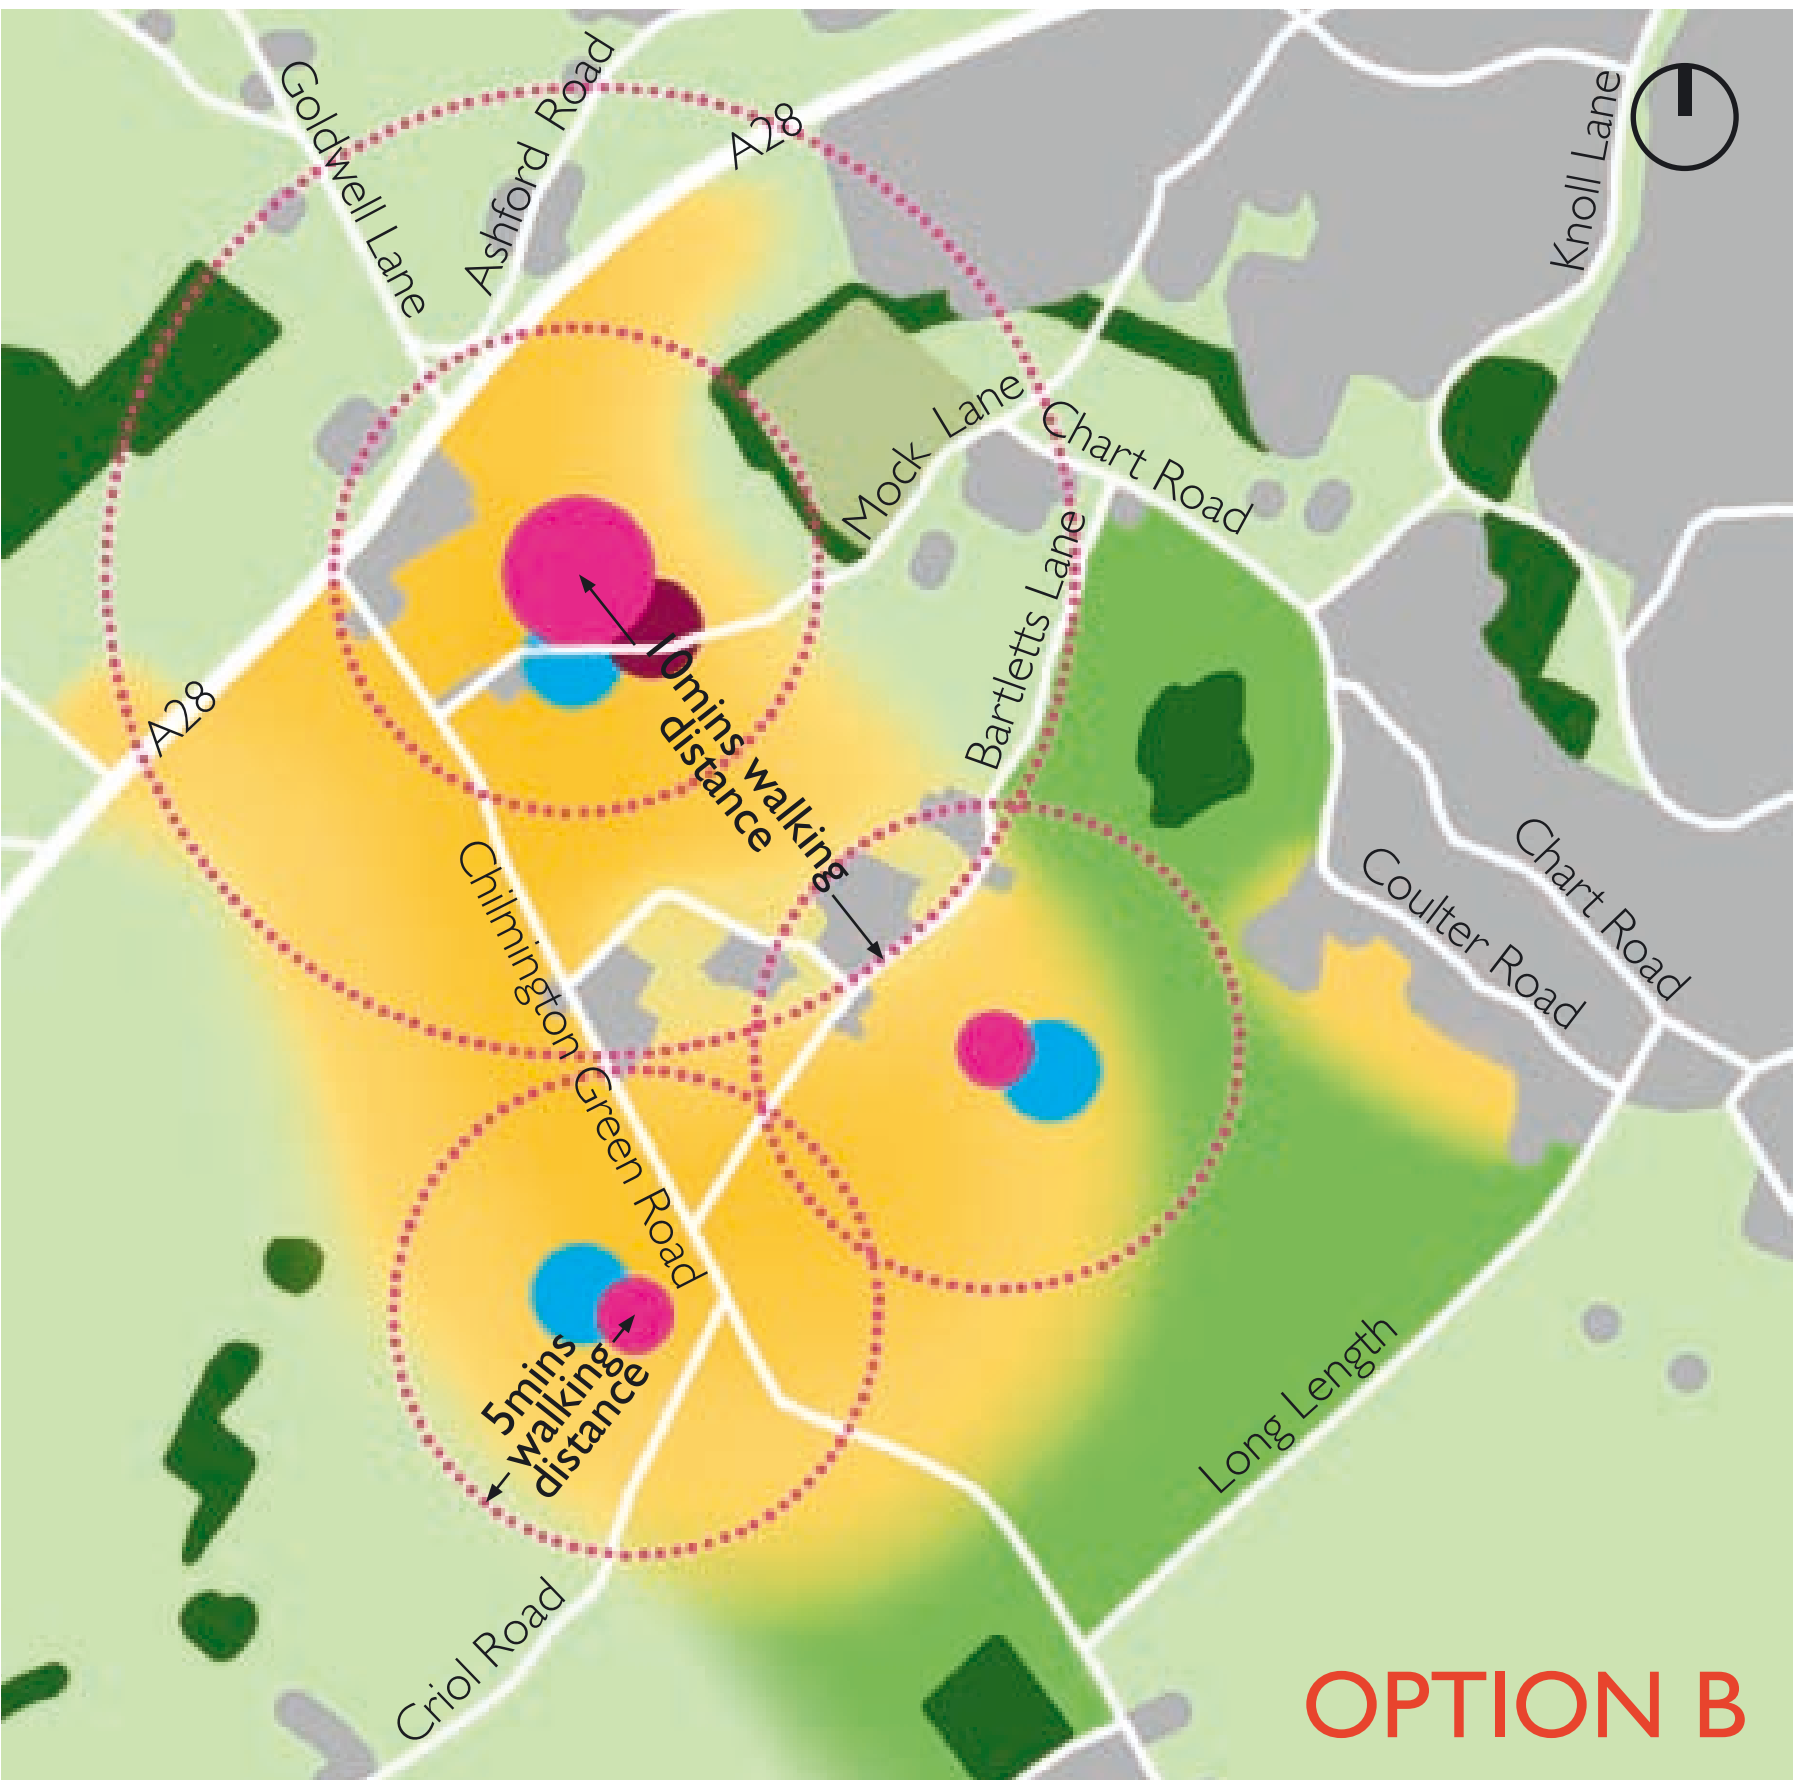 Goldwell Lane
Ashford Road
A28
Knoll Lane
Mock Lane
Chart Road
Bartletts Lane
A28
10mins walking
distance
Chilmington Green Road
Coulter Road
Chart Road
5mins
walking
distance
Long Length
Criol Road
OPTION B